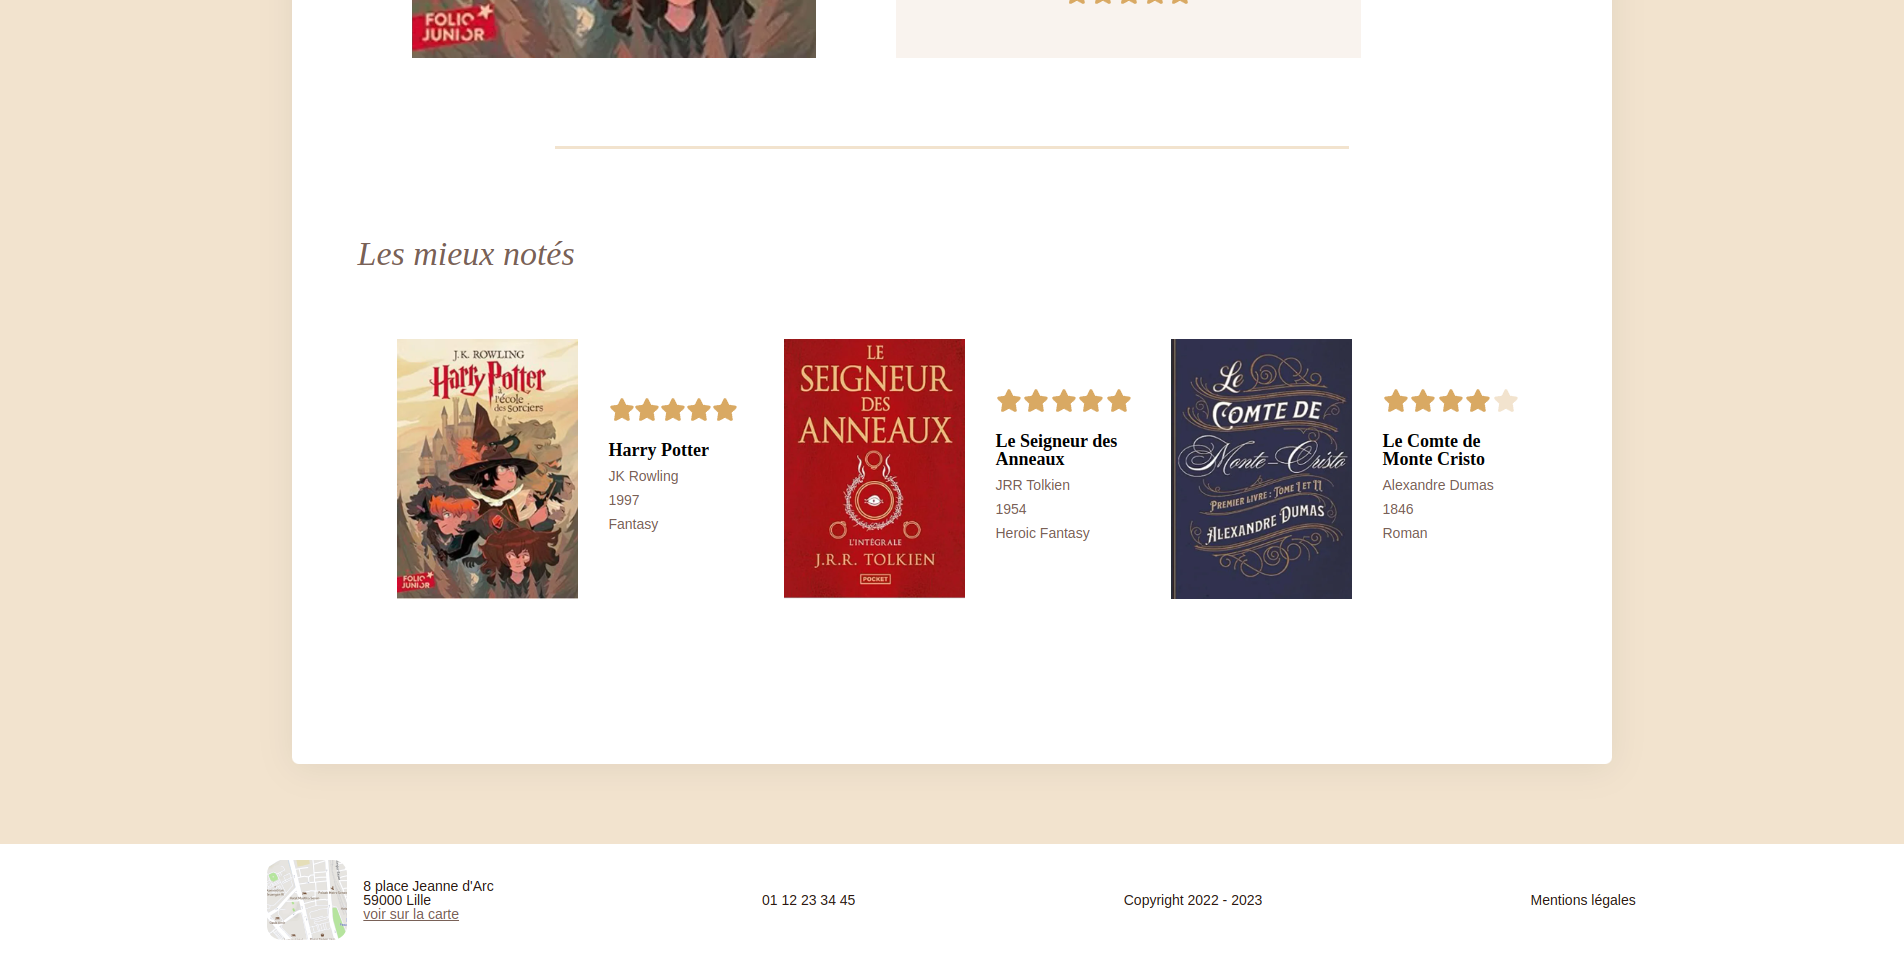 FOLIO
JUNIOR
Les mieux notés
J.K. ROWLING
Harry Potter
à
l'école
des sorciers
FOLIO
JUNIOR
Harry Potter
JK Rowling
1997
Fantasy
LE
SEIGNEUR
DES
ANNEAUX
L'INTÉGRALE
J.R.R. TOLKIEN
POCKET
Le Seigneur des
Anneaux
JRR Tolkien
1954
Heroic Fantasy
Le
COMTE DE
Monte-Cristo
PREMIER LIVRE : TOME I ET II
ALEXANDRE DUMAS
Le Comte de
Monte Cristo
Alexandre Dumas
1846
Roman
8 place Jeanne d'Arc
59000 Lille
voir sur la carte
01 12 23 34 45
Copyright 2022 - 2023
Mentions légales